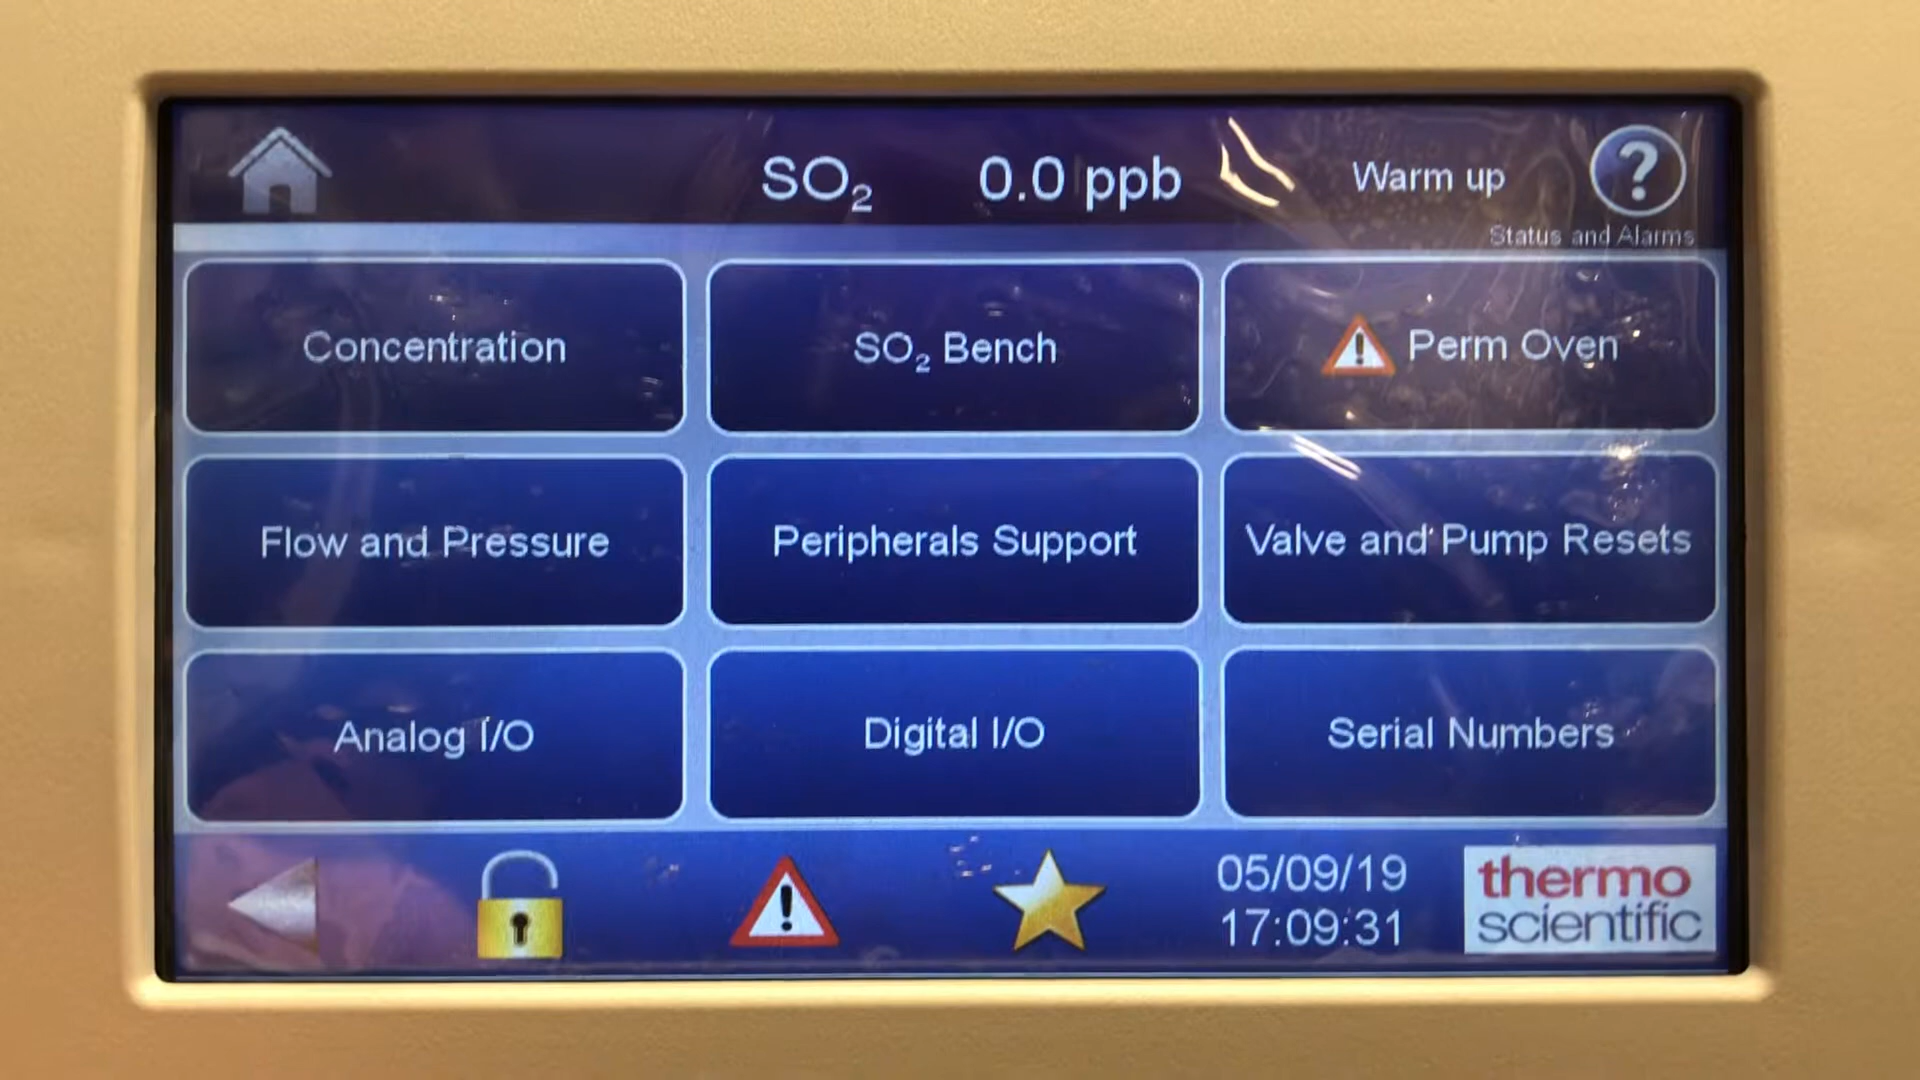 SO₂ 0.0 ppb Warm up ?
Status and Alarms
Concentration
SO₂ Bench
Perm Oven
Flow and Pressure
Peripherals Support
Valve and Pump Resets
Analog I/O
Digital I/O
Serial Numbers
05/09/19
17:09:31
thermo
scientific